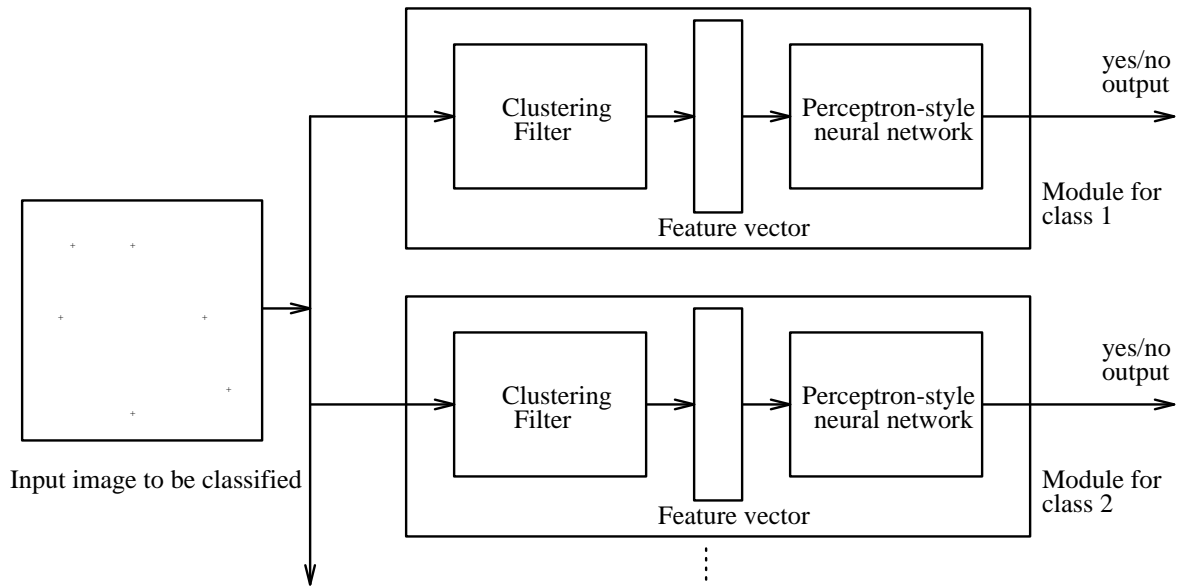 Clustering
Filter
Feature vector
Perceptron-style
neural network
yes/no
output
Module for
class 1
Input image to be classified
Clustering
Filter
Feature vector
Perceptron-style
neural network
yes/no
output
Module for
class 2